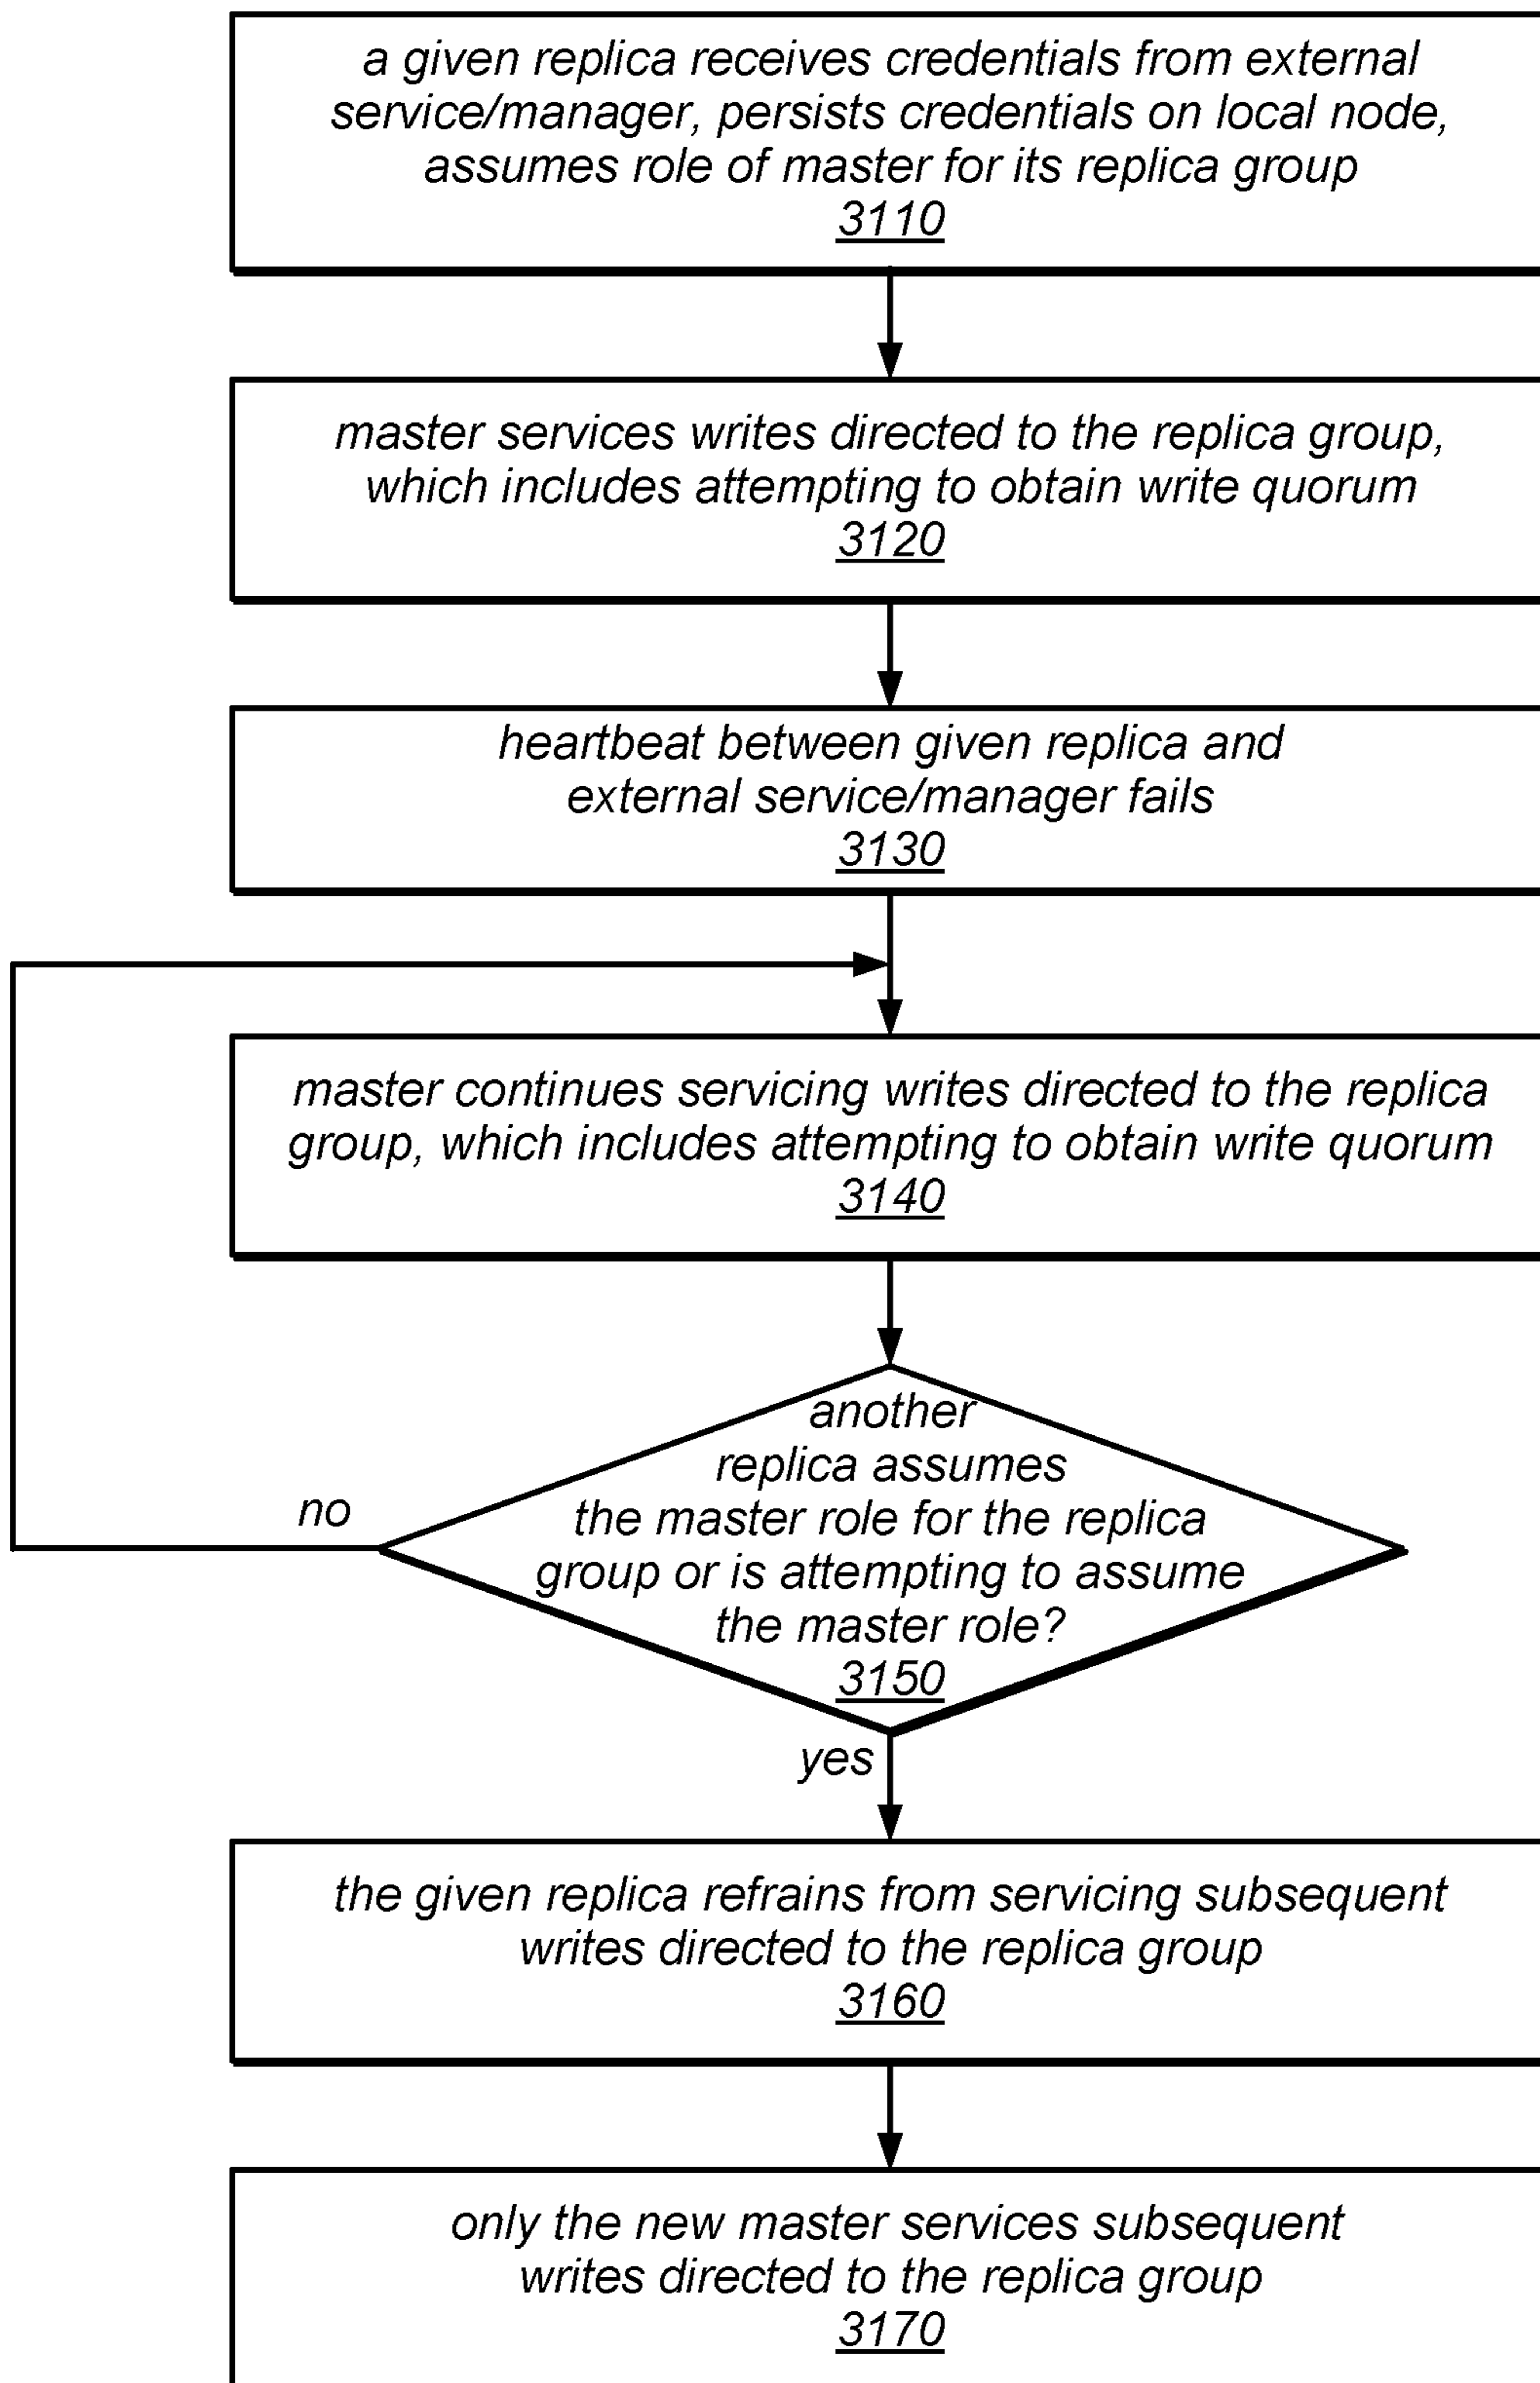 a given replica receives credentials from external
service/manager, persists credentials on local node,
assumes role of master for its replica group
3110
master services writes directed to the replica group,
which includes attempting to obtain write quorum
3120
heartbeat between given replica and
external service/manager fails
3130
master continues servicing writes directed to the replica
group, which includes attempting to obtain write quorum
3140
another
replica assumes
the master role for the replica
group or is attempting to assume
the master role?
3150
no
yes
the given replica refrains from servicing subsequent
writes directed to the replica group
3160
only the new master services subsequent
writes directed to the replica group
3170